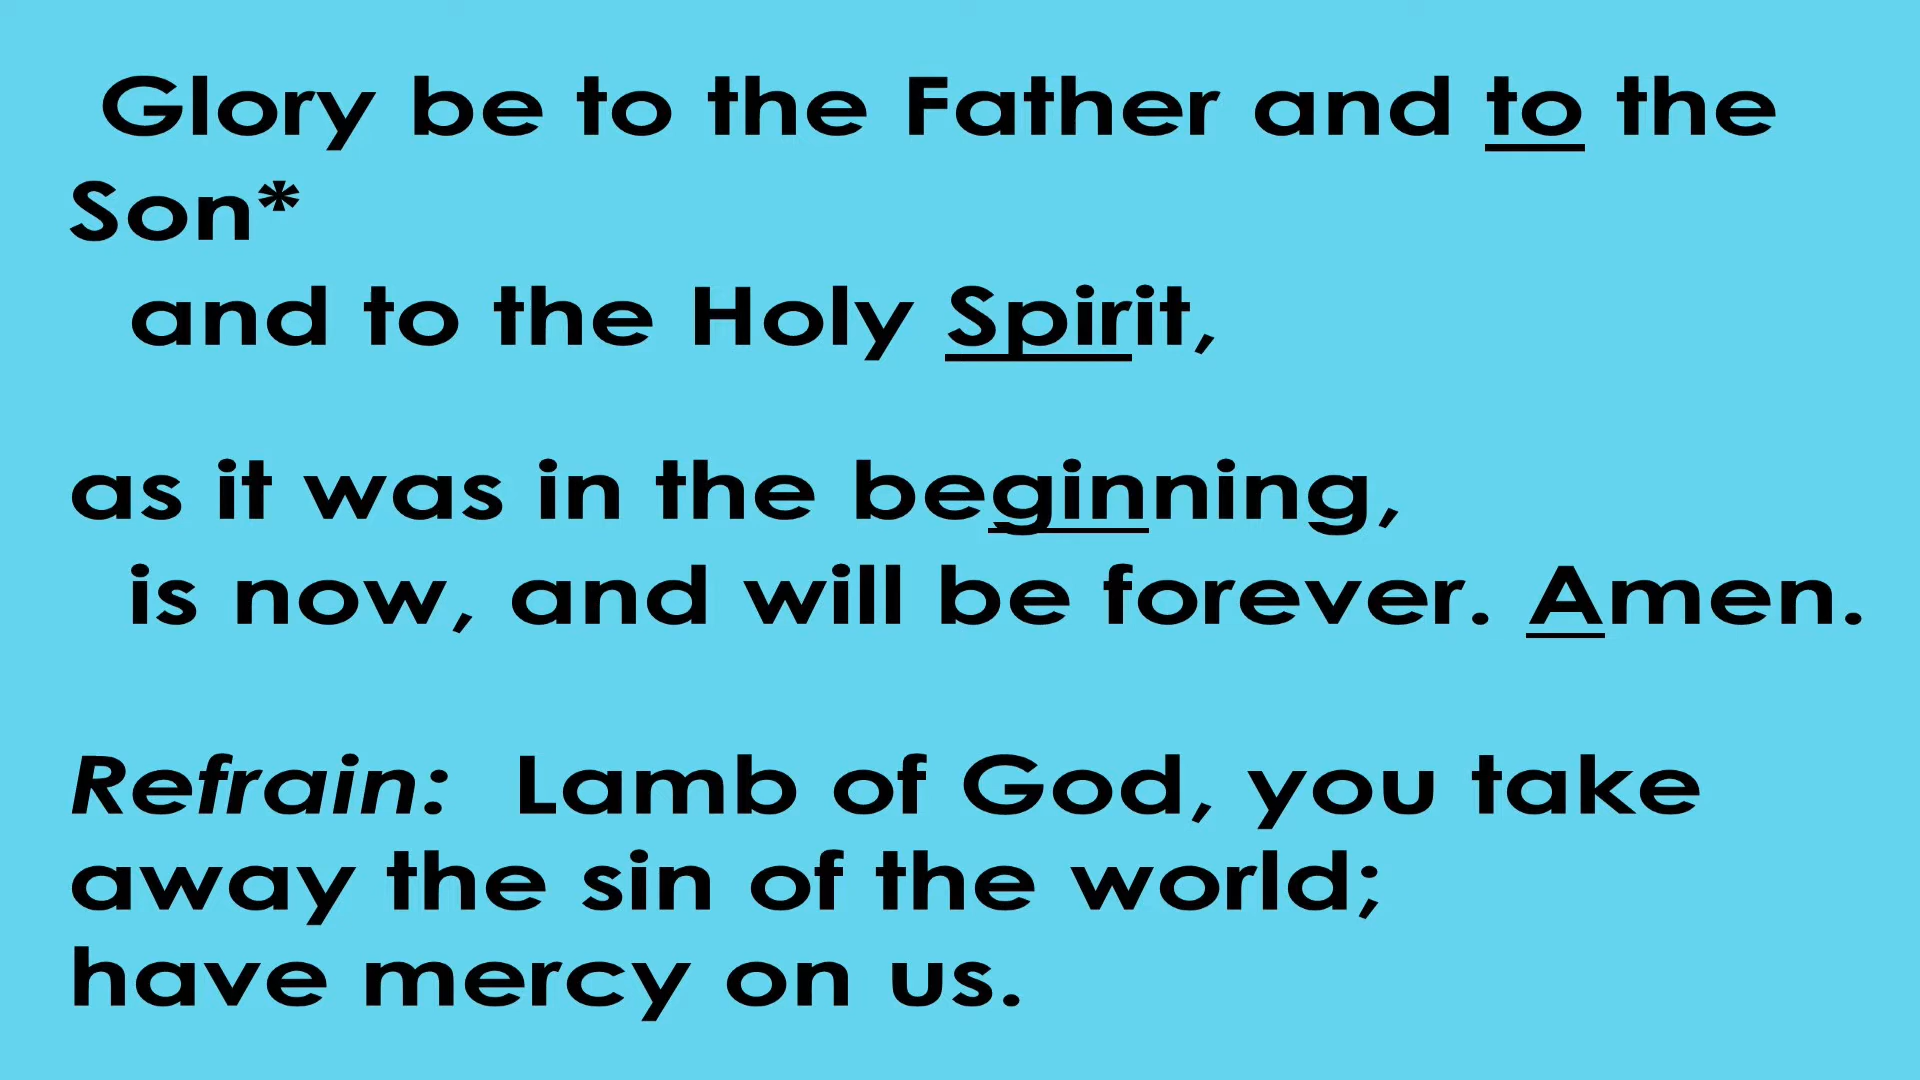 Glory be to the Father and to the
Son*
and to the Holy Spirit,
as it was in the beginning,
is now, and will be forever. Amen.
Refrain: Lamb of God, you take
away the sin of the world;
have mercy on us.